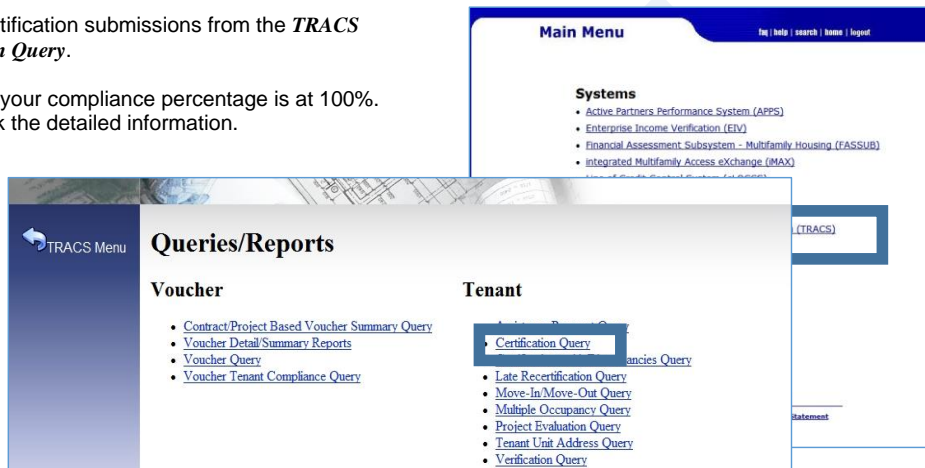 tification submissions from the TRACS
n Query.
your compliance percentage is at 100%.
k the detailed information.
Main Menu
faq | help | search | home | logout
Systems
• Active Partners Performance System (APPS)
• Enterprise Income Verification (EIV)
• Financial Assessment Subsystem - Multifamily Housing (FASSUB)
• integrated Multifamily Access eXchange (iMAX)
(TRACS)
TRACS Menu
Queries/Reports
Voucher
• Contract/Project Based Voucher Summary Query
• Voucher Detail/Summary Reports
• Voucher Query
• Voucher Tenant Compliance Query
Tenant
• Certification Query
ancies Query
• Late Recertification Query
• Move-In/Move-Out Query
• Multiple Occupancy Query
• Project Evaluation Query
• Tenant Unit Address Query
• Verification Query
Statement